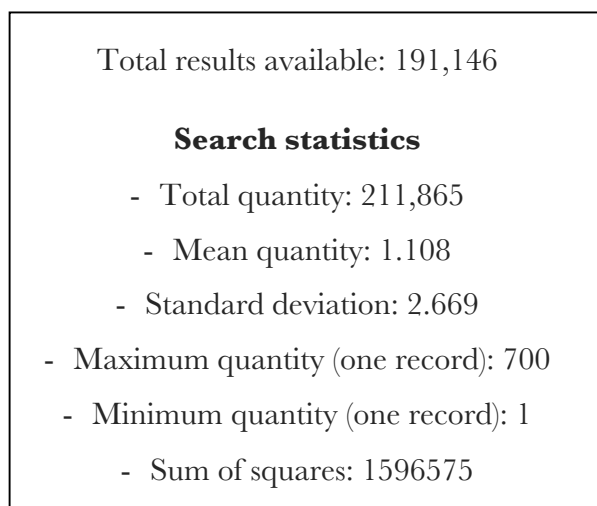 Total results available: 191,146
Search statistics
- Total quantity: 211,865
- Mean quantity: 1.108
- Standard deviation: 2.669
- Maximum quantity (one record): 700
- Minimum quantity (one record): 1
- Sum of squares: 1596575